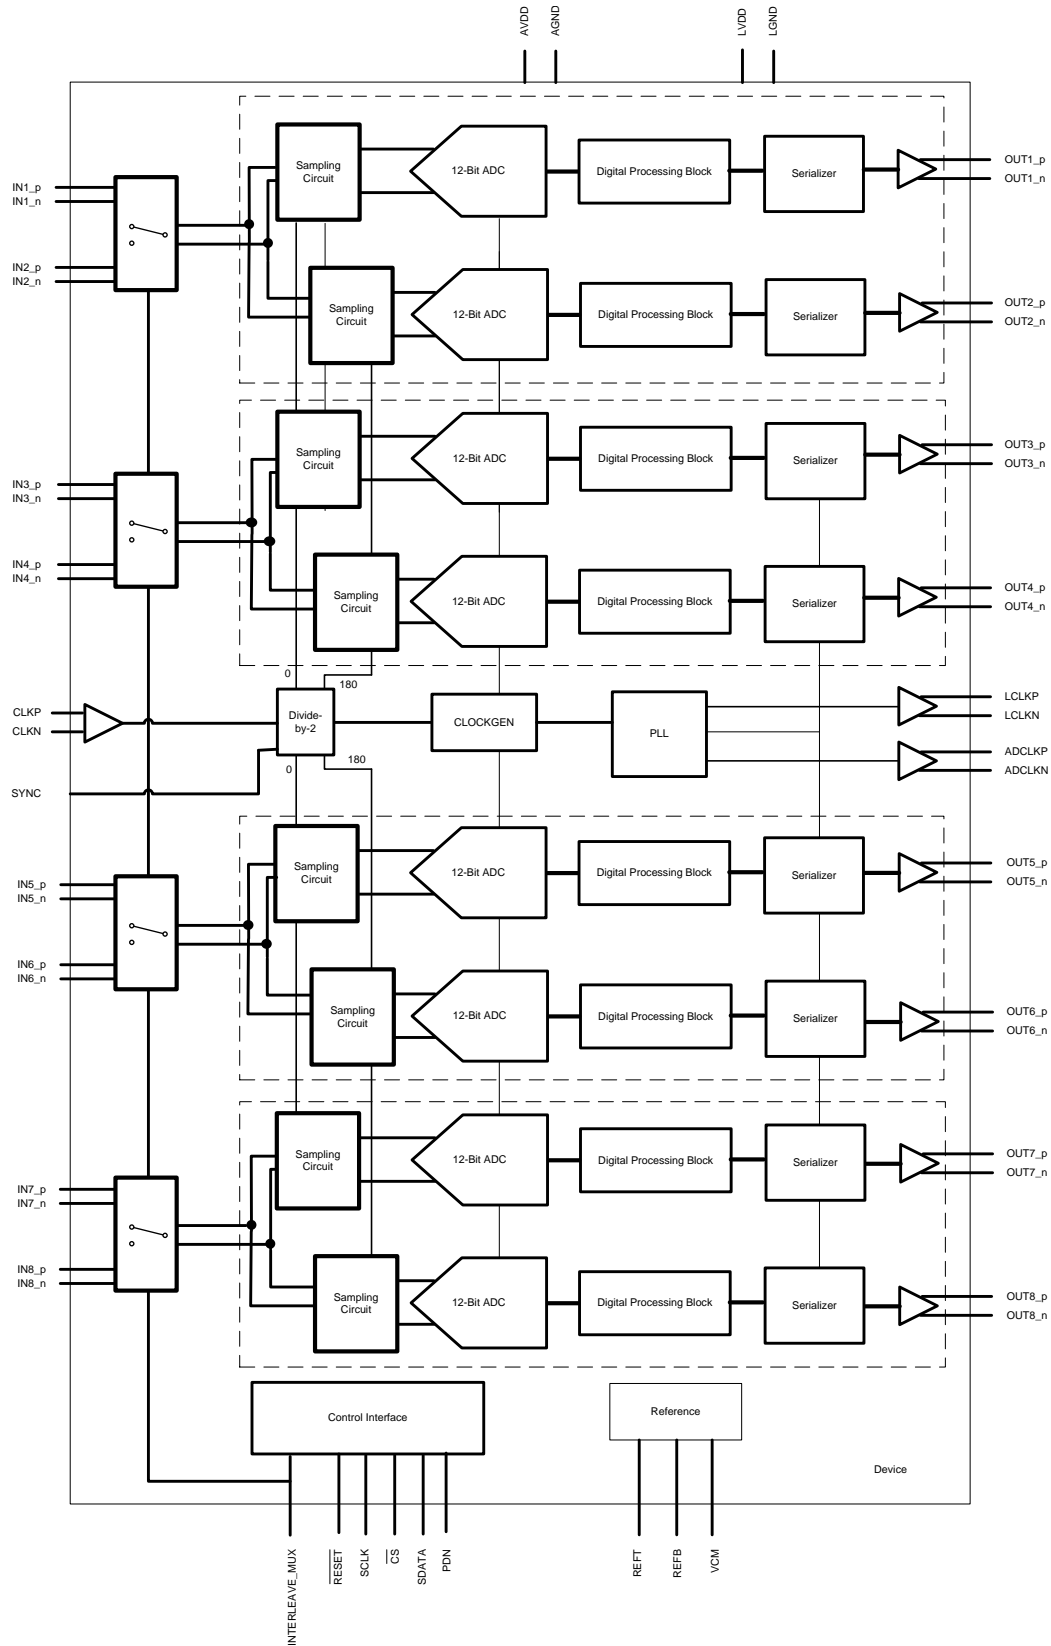 AVDD
AGND
LVDD
LGND
Sampling
Circuit
12-Bit ADC
Digital Processing Block
Serializer
OUT1_p
OUT1_n
IN1_p
IN1_n
IN2_p
IN2_n
Sampling
Circuit
12-Bit ADC
Digital Processing Block
Serializer
OUT2_p
OUT2_n
Sampling
Circuit
12-Bit ADC
Digital Processing Block
Serializer
OUT3_p
OUT3_n
IN3_p
IN3_n
IN4_p
IN4_n
Sampling
Circuit
12-Bit ADC
Digital Processing Block
Serializer
OUT4_p
OUT4_n
0
180
CLKP
CLKN
Divide-
by-2
CLOCKGEN
PLL
LCLKP
LCLKN
ADCLKP
ADCLKN
0
180
SYNC
Sampling
Circuit
12-Bit ADC
Digital Processing Block
Serializer
OUT5_p
OUT5_n
IN5_p
IN5_n
IN6_p
IN6_n
Sampling
Circuit
12-Bit ADC
Digital Processing Block
Serializer
OUT6_p
OUT6_n
Sampling
Circuit
12-Bit ADC
Digital Processing Block
Serializer
OUT7_p
OUT7_n
IN7_p
IN7_n
IN8_p
IN8_n
Sampling
Circuit
12-Bit ADC
Digital Processing Block
Serializer
OUT8_p
OUT8_n
Control Interface
Reference
Device
INTERLEAVE_MUX
RESET
SCLK
CS
SDATA
PDN
REFT
REFB
VCM